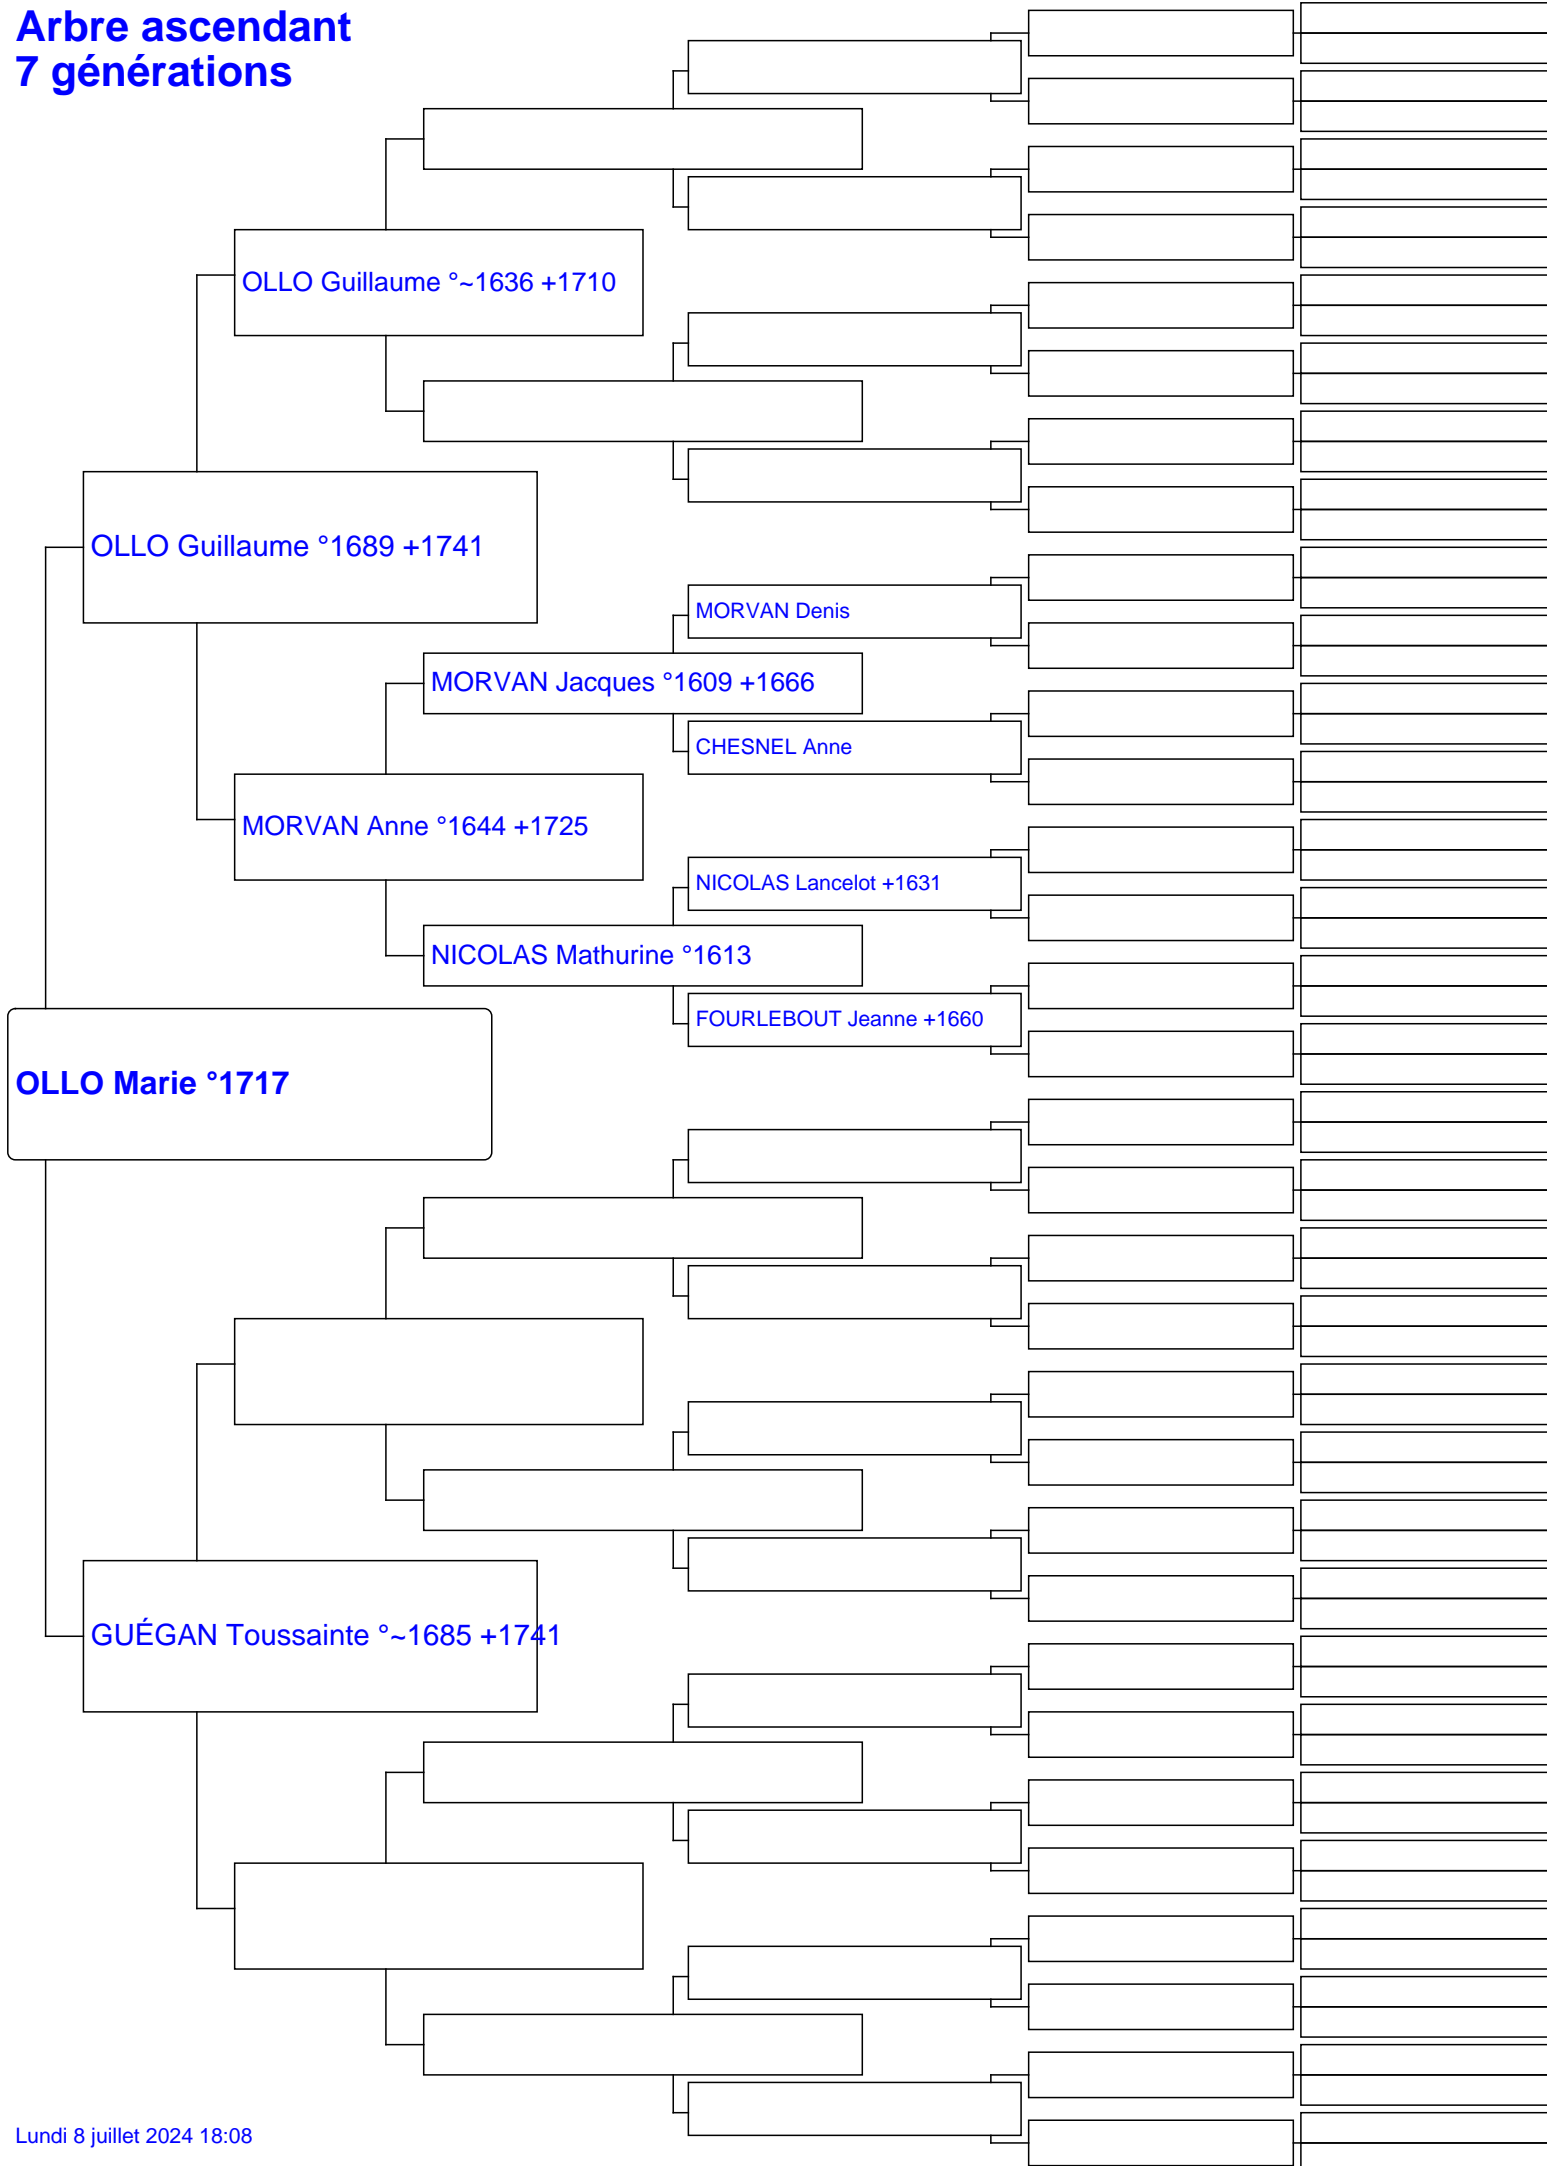 Arbre ascendant
7 générations
OLLO Guillaume °~1636 +1710
OLLO Guillaume °1689 +1741
MORVAN Denis
MORVAN Jacques °1609 +1666
CHESNEL Anne
MORVAN Anne °1644 +1725
NICOLAS Lancelot +1631
NICOLAS Mathurine °1613
FOURLEBOUT Jeanne +1660
OLLO Marie °1717
GUÉGAN Toussainte °~1685 +1741
Lundi 8 juillet 2024 18:08